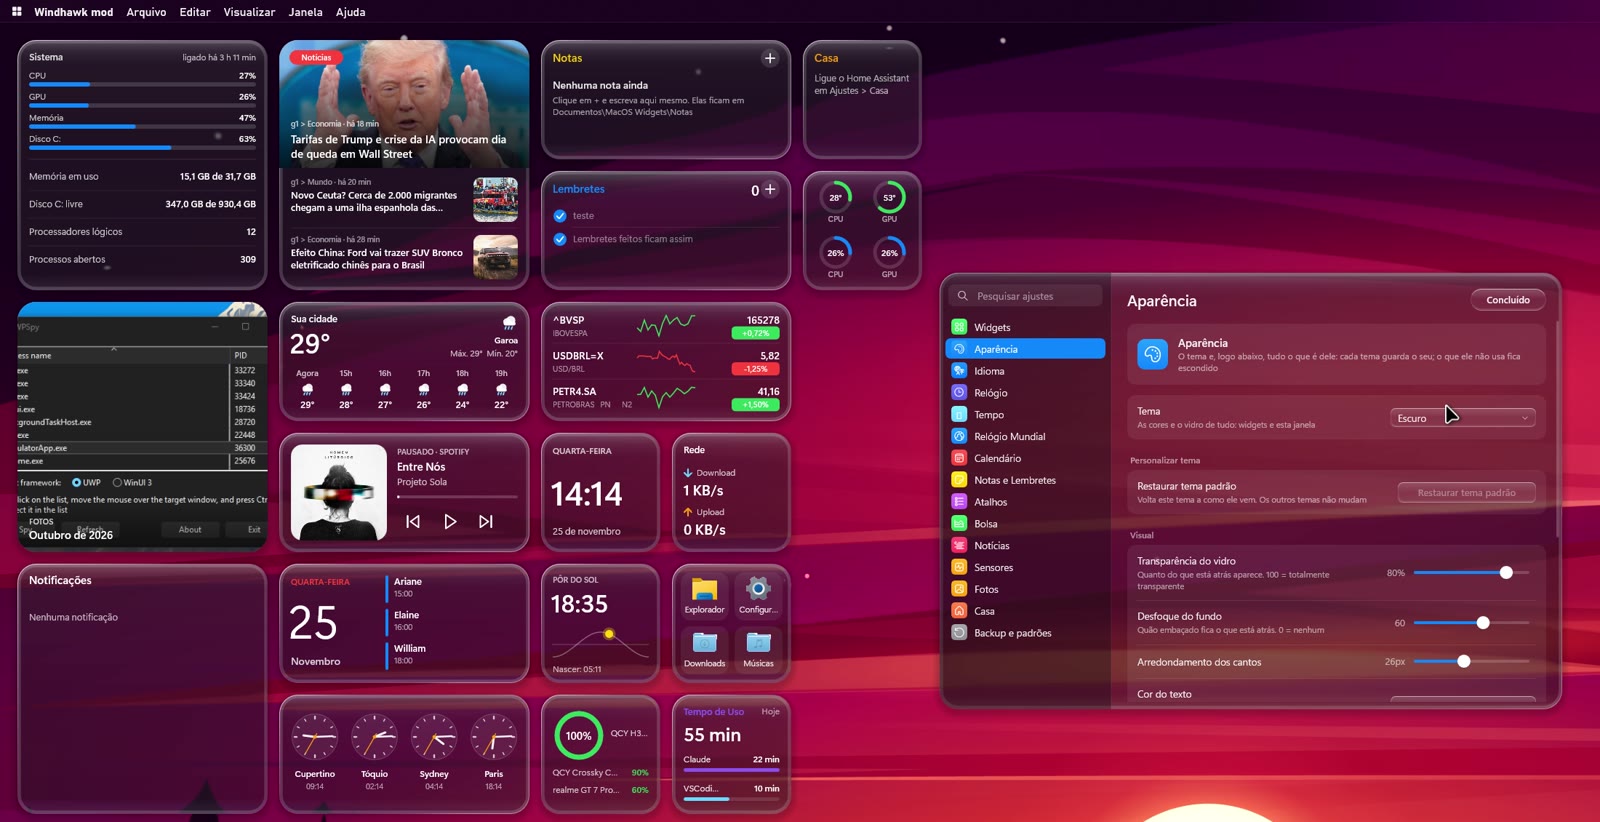 Windhawk mod Arquivo Editar Visualizar Janela Ajuda
Sistema ligado há 3 h 11 min
CPU 27%
GPU 26%
Memória 47%
Disco C: 63%
Memória em uso 15,1 GB de 31,7 GB
Disco C: livre 347,0 GB de 930,4 GB
Processadores lógicos 12
Processos abertos 309
Notícias
g1 > Economia · há 18 min
Tarifas de Trump e crise da IA provocam dia
de queda em Wall Street
g1 > Mundo · há 20 min
Novo Ceuta? Cerca de 2.000 migrantes
chegam a uma ilha espanhola das...
g1 > Economia · há 28 min
Efeito China: Ford vai trazer SUV Bronco
eletrificado chinês para o Brasil
Notas +
Nenhuma nota ainda
Clique em + e escreva aqui mesmo. Elas ficam em
Documentos\MacOS Widgets\Notas
Casa
Ligue o Home Assistant
em Ajustes > Casa
Lembretes 0 +
teste
Lembretes feitos ficam assim
28° 53°
CPU GPU
26% 26%
CPU GPU
VPSpy
ess name PID
exe 33272
exe 33340
exe 33424
ui.exe 18736
kgroundTaskHost.exe 28720
exe 22448
ulatorApp.exe 36300
me.exe 25676
framework: UWP WinUI 3
lick on the list, move the mouse over the target window, and press Ctr
ect it in the list
Spy Refresh About Exit
FOTOS
Outubro de 2026
Sua cidade
29°
Garoa
Máx. 29° Mín. 20°
Agora 15h 16h 17h 18h 19h
29° 28° 27° 26° 24° 22°
^BVSP 165278
IBOVESPA +0,72%
USDBRL=X 5,82
USD/BRL -1,25%
PETR4.SA 41,16
PETROBRAS PN N2 +1,50%
PAUSADO · SPOTIFY
Entre Nós
Projeto Sola
QUARTA-FEIRA
14:14
25 de novembro
Rede
Download
1 KB/s
Upload
0 KB/s
Notificações
Nenhuma notificação
QUARTA-FEIRA
25
Novembro
Ariane
15:00
Elaine
16:00
William
18:00
PÔR DO SOL
18:35
Nascer: 05:11
Explorador Configur...
Downloads Músicas
Cupertino Tóquio Sydney Paris
09:14 02:14 04:14 18:14
100% QCY H3...
QCY Crossky C... 90%
realme GT 7 Pro... 60%
Tempo de Uso Hoje
55 min
Claude 22 min
VSCodi... 10 min
Pesquisar ajustes
Widgets
Aparência
Idioma
Relógio
Tempo
Relógio Mundial
Calendário
Notas e Lembretes
Atalhos
Bolsa
Notícias
Sensores
Fotos
Casa
Backup e padrões
Aparência Concluído
Aparência
O tema e, logo abaixo, tudo o que é dele: cada tema guarda o seu; o que ele não usa fica
escondido
Tema
As cores e o vidro de tudo: widgets e esta janela
Escuro
Personalizar tema
Restaurar tema padrão
Volta este tema a como ele vem. Os outros temas não mudam
Restaurar tema padrão
Visual
Transparência do vidro
Quanto do que está atrás aparece. 100 = totalmente
transparente
80%
Desfoque do fundo
Quão embaçado fica o que está atrás. 0 = nenhum
60
Arredondamento dos cantos 26px
Cor do texto